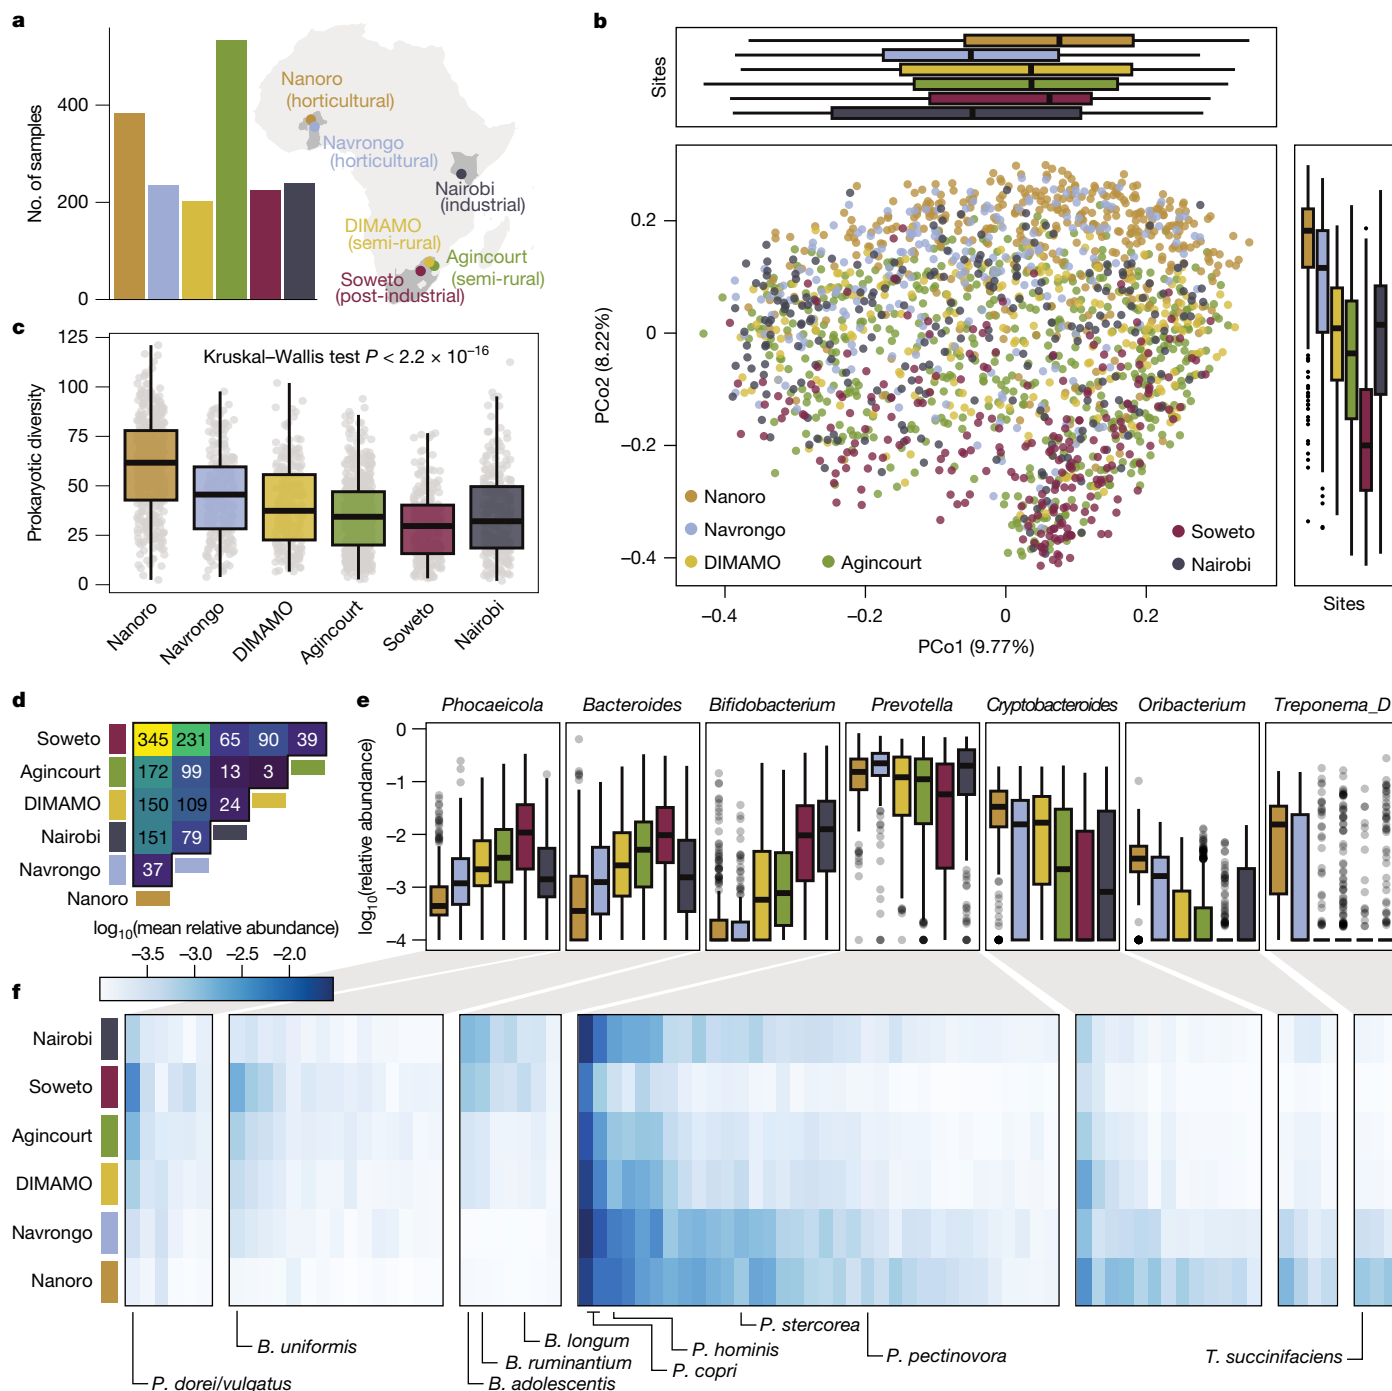 a
No. of samples
400
200
0
Nanoro
(horticultural)
Navrongo
(horticultural)
Nairobi
(industrial)
DIMAMO
(semi-rural)
Agincourt
(semi-rural)
Soweto
(post-industrial)
b
Sites
PCo2 (8.22%)
0.2
0
−0.2
−0.4
Nanoro
Navrongo
DIMAMO
Agincourt
Soweto
Nairobi
−0.4
−0.2
0
0.2
PCo1 (9.77%)
Sites
c
Kruskal–Wallis test P < 2.2 × 10−16
Prokaryotic diversity
125
100
75
50
25
0
Nanoro
Navrongo
DIMAMO
Agincourt
Soweto
Nairobi
d
Soweto 345 231 65 90 39
Agincourt 172 99 13 3
DIMAMO 150 109 24
Nairobi 151 79
Navrongo 37
Nanoro
log10(mean relative abundance)
−3.5 −3.0 −2.5 −2.0
e
Phocaeicola
Bacteroides
Bifidobacterium
Prevotella
Cryptobacteroides
Oribacterium
Treponema_D
log10(relative abundance)
0
−1
−2
−3
−4
f
Nairobi
Soweto
Agincourt
DIMAMO
Navrongo
Nanoro
P. dorei/vulgatus
B. uniformis
B. longum
B. ruminantium
B. adolescentis
P. stercorea
P. hominis
P. copri
P. pectinovora
T. succinifaciens